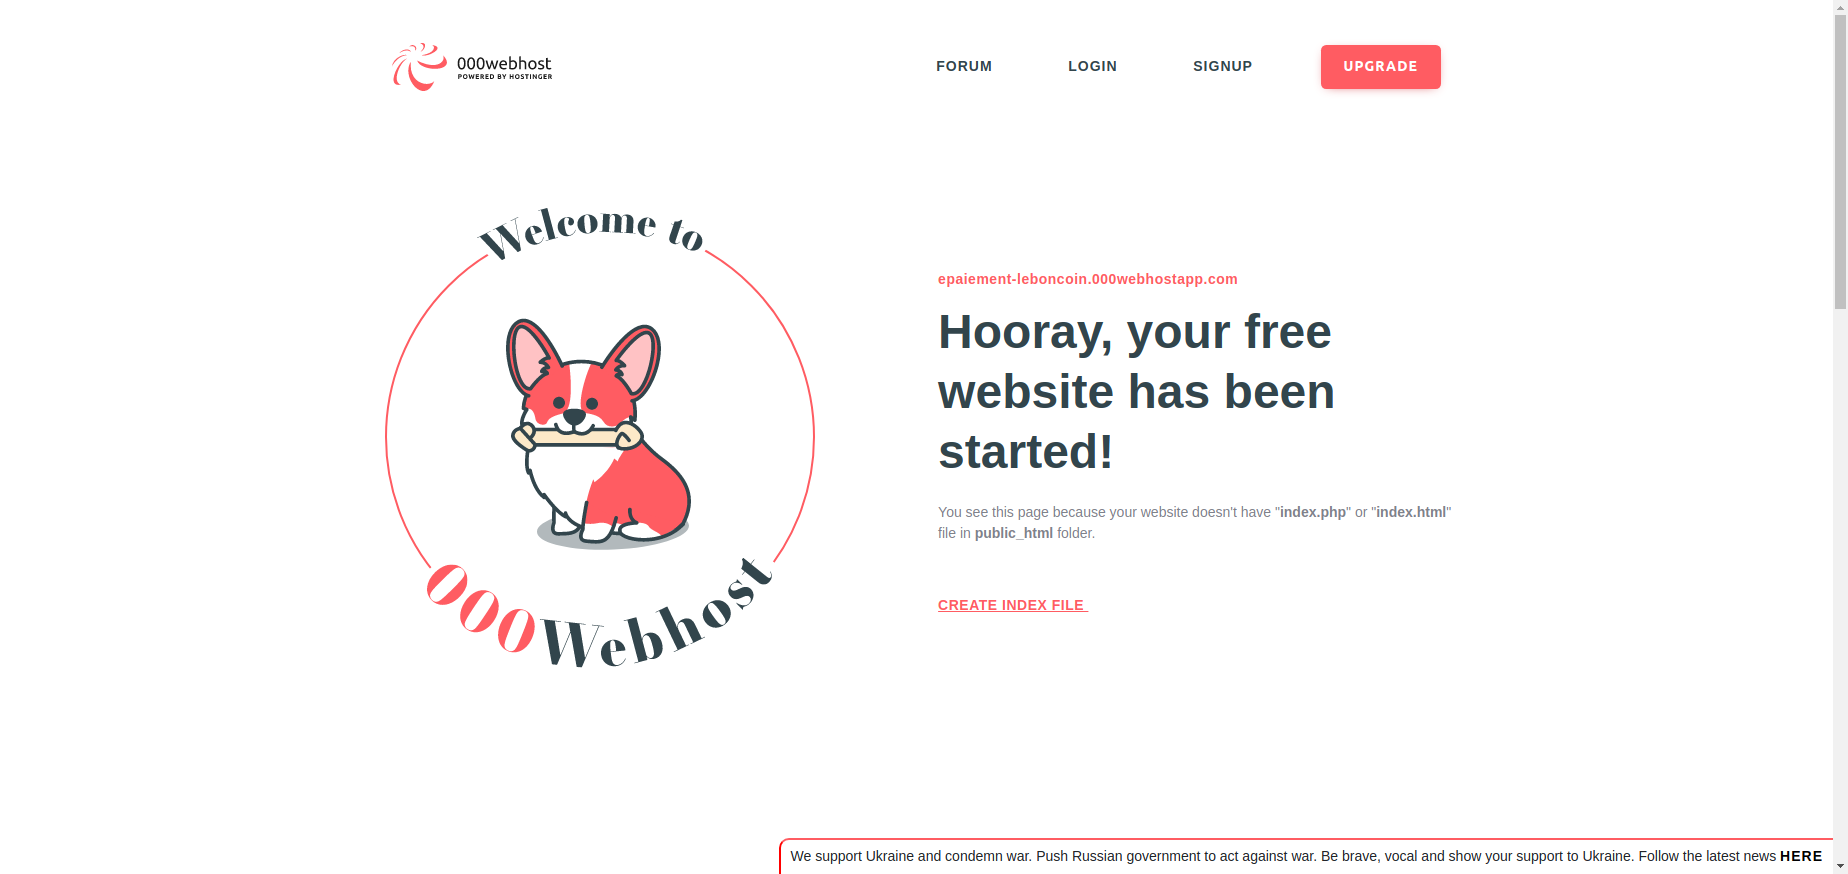 000webhost
POWERED BY HOSTINGER
FORUM
LOGIN
SIGNUP
UPGRADE
Welcome to
000Webhost
epaiement-leboncoin.000webhostapp.com
Hooray, your free
website has been
started!
You see this page because your website doesn't have "index.php" or "index.html"
file in public_html folder.
CREATE INDEX FILE
We support Ukraine and condemn war. Push Russian government to act against war. Be brave, vocal and show your support to Ukraine. Follow the latest news HERE